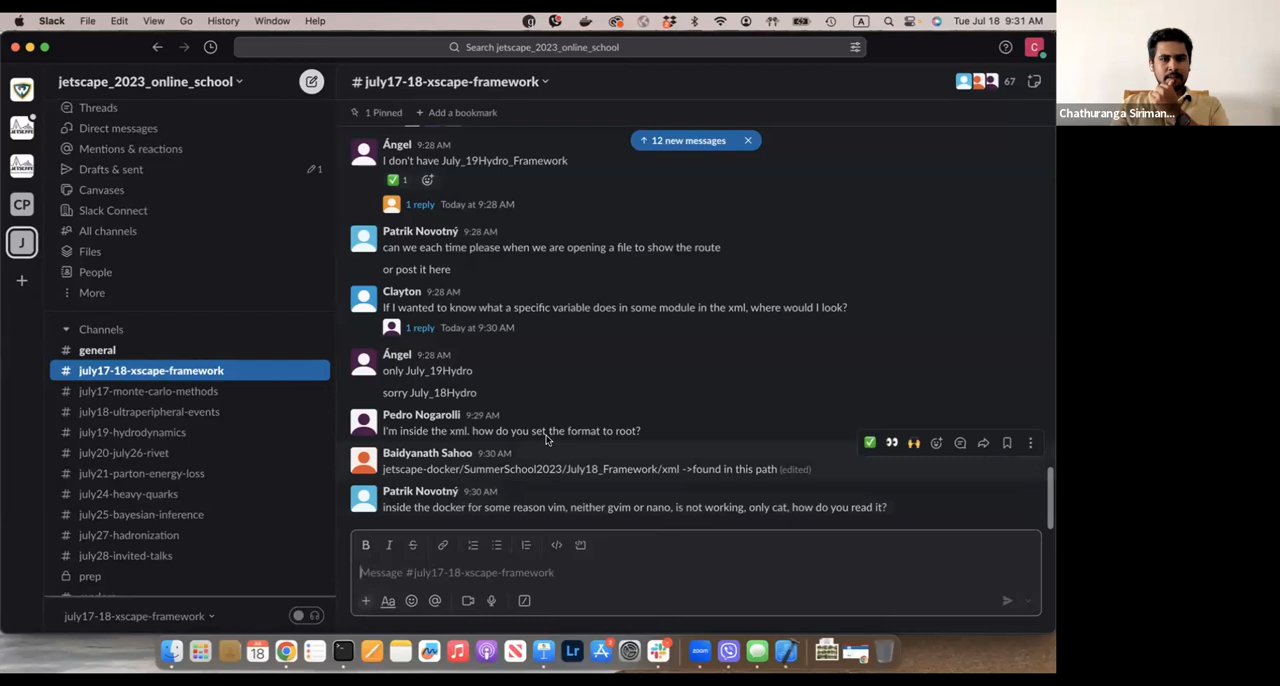 Slack File Edit View Go History Window Help
A
Tue Jul 18 9:31 AM
Search jetscape_2023_online_school
C
jetscape_2023_online_school
Threads
Direct messages
Mentions & reactions
Drafts & sent 1
Canvases
Slack Connect
All channels
Files
People
More
CP
J
Channels
# general
# july17-18-xscape-framework
# july17-monte-carlo-methods
# july18-ultraperipheral-events
# july19-hydrodynamics
# july20-july26-rivet
# july21-parton-energy-loss
# july24-heavy-quarks
# july25-bayesian-inference
# july27-hadronization
# july28-invited-talks
prep
july17-18-xscape-framework
# july17-18-xscape-framework
67
1 Pinned + Add a bookmark
↑ 12 new messages ×
Ángel 9:28 AM
I don't have July_19Hydro_Framework
1
1 reply Today at 9:28 AM
Patrik Novotný 9:28 AM
can we each time please when we are opening a file to show the route
or post it here
Clayton 9:28 AM
If I wanted to know what a specific variable does in some module in the xml, where would I look?
1 reply Today at 9:30 AM
Ángel 9:28 AM
only July_19Hydro
sorry July_18Hydro
Pedro Nogarolli 9:29 AM
I'm inside the xml. how do you set the format to root?
Baidyanath Sahoo 9:30 AM
jetscape-docker/SummerSchool2023/July18_Framework/xml ->found in this path (edited)
Patrik Novotný 9:30 AM
inside the docker for some reason vim, neither gvim or nano, is not working, only cat, how do you read it?
B I S
Message #july17-18-xscape-framework
Aa
JUL
18
Lr
zoom
Chathuranga Siriman...